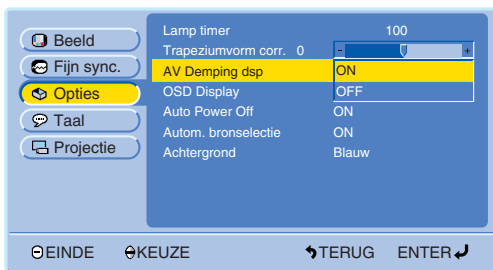 Beeld
Fijn sync.
Opties
Taal
Projectie
Lamp timer 100
Trapeziumvorm corr. 0 - +
AV Demping dsp ON
OSD Display OFF
Auto Power Off ON
Autom. bronselectie ON
Achtergrond Blauw
EINDE KEUZE TERUG ENTER